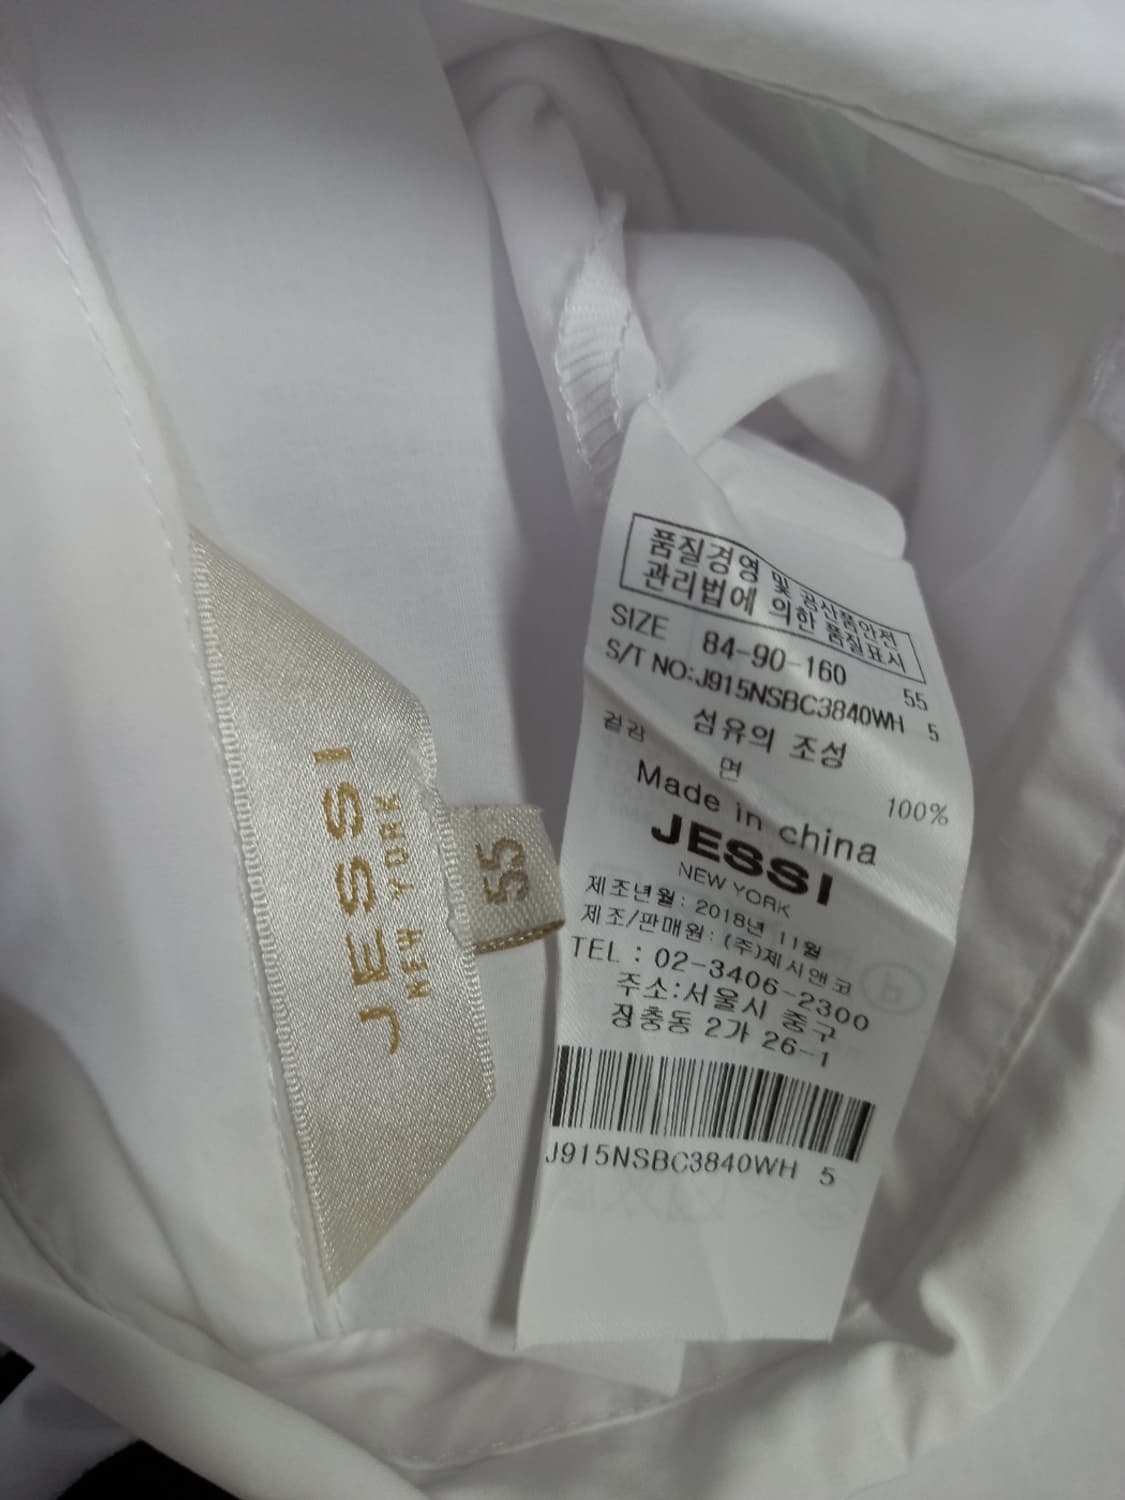 JESSI
NEW YORK
55
품질경영 및 공산품안전
관리법에 의한 품질표시
SIZE 84-90-160 55
S/T NO:J915NSBC3840WH 5
섬유의 조성
겉감 면 100%
Made in china
JESSI
NEW YORK
제조년월: 2018년 11월
제조/판매원: (주)제시앤코
TEL : 02-3406-2300
주소:서울시 중구
장충동 2가 26-1
J915NSBC3840WH 5